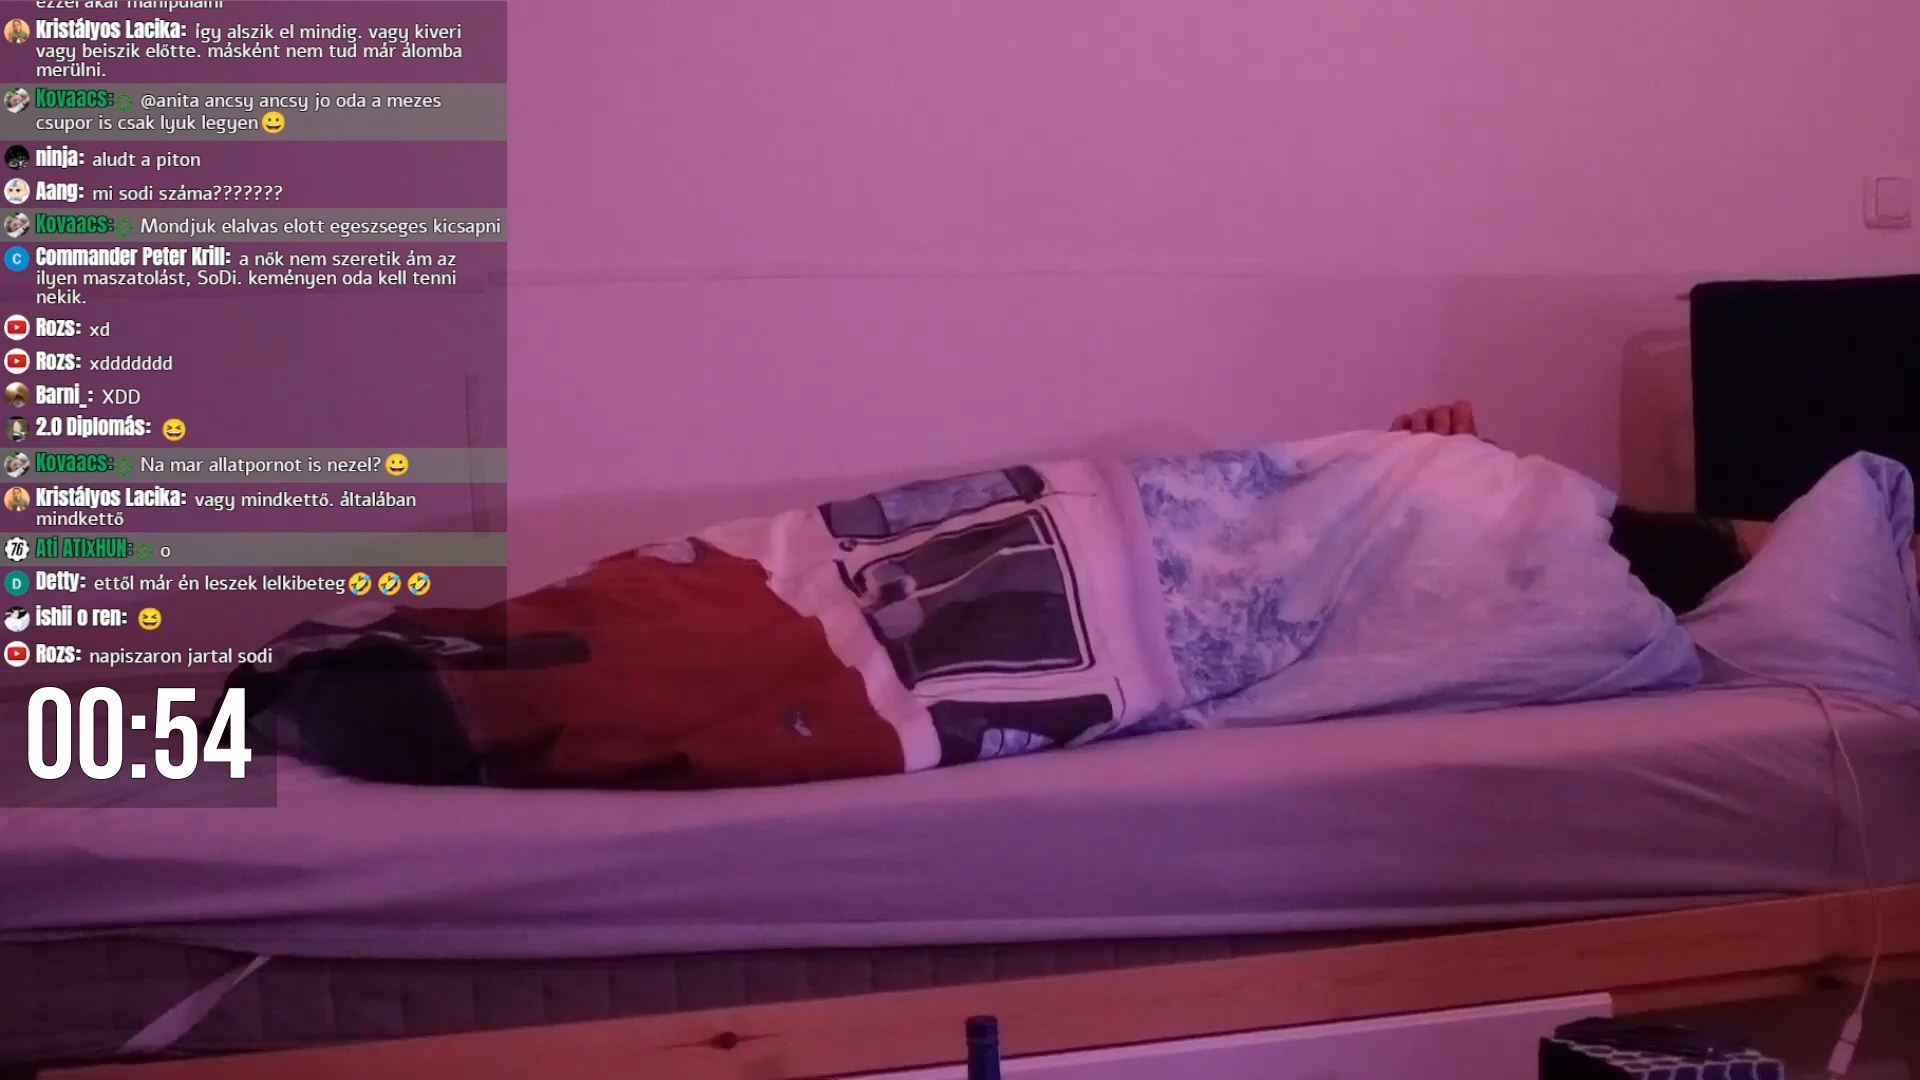 ezzel akar manipulálni
Kristályos Lacika: Így alszik el mindig. vagy kiveri
vagy beiszik előtte. másként nem tud már álomba
merülni.
Kovaacs: @anita ancsy ancsy jo oda a mezes
csupor is csak lyuk legyen😀
ninja: aludt a piton
Aang: mi sodi száma???????
Kovaacs: Mondjuk elalvas elott egeszseges kicsapni
C Commander Peter Krill: a nők nem szeretik ám az
ilyen maszatolást, SoDi. keményen oda kell tenni
nekik.
Rozs: xd
Rozs: xddddddd
Barni_: XDD
2.0 Diplomás: 😆
Kovaacs: Na mar allatpornot is nezel?😀
Kristályos Lacika: vagy mindkettő. általában
mindkettő
76 Ati ATIxHUN: o
D Detty: ettől már én leszek lelkibeteg🤣🤣🤣
ishii o ren: 😆
Rozs: napiszaron jartal sodi
00:54